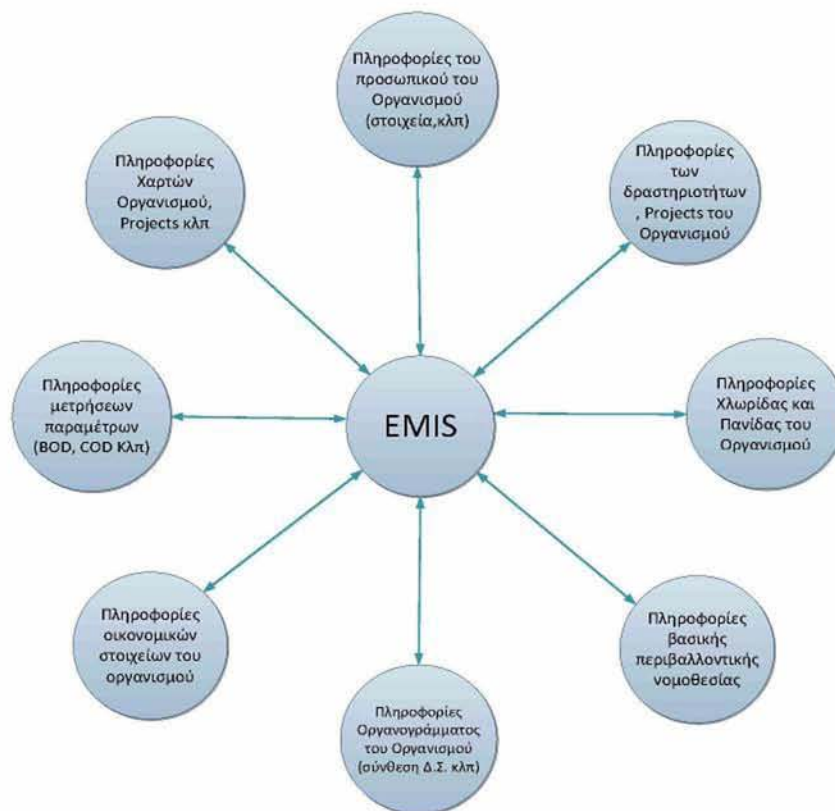 Πληροφορίες του
προσωπικού του
Οργανισμού
(στοιχεία,κλπ)
Πληροφορίες
Χαρτών
Οργανισμού,
Projects κλπ
Πληροφορίες
των
δραστηριοτήτων
, Projects του
Οργανισμού
Πληροφορίες
μετρήσεων
παραμέτρων
(BOD, COD Κλπ)
EMIS
Πληροφορίες
Χλωρίδας και
Πανίδας του
Οργανισμού
Πληροφορίες
οικονομικών
στοιχείων του
οργανισμού
Πληροφορίες
βασικής
περιβαλλοντικής
νομοθεσίας
Πληροφορίες
Οργανογράμματος
του Οργανισμού
(σύνθεση Δ.Σ. κλπ)